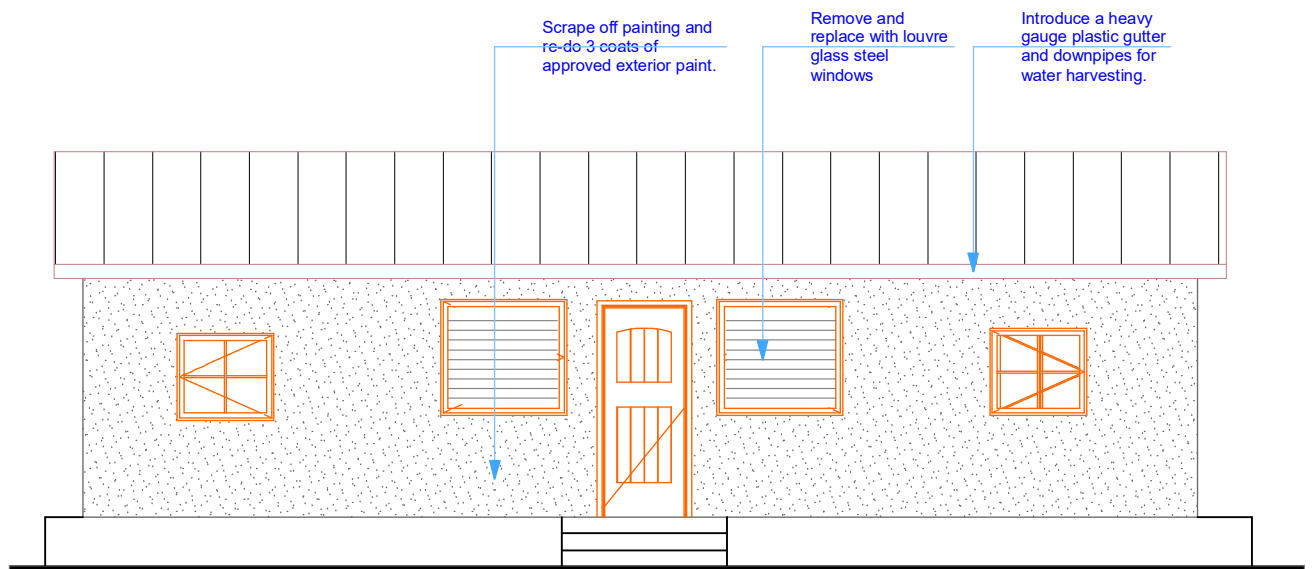 Scrape off painting and
re-do 3 coats of
approved exterior paint.
Remove and
replace with louvre
glass steel
windows
Introduce a heavy
gauge plastic gutter
and downpipes for
water harvesting.